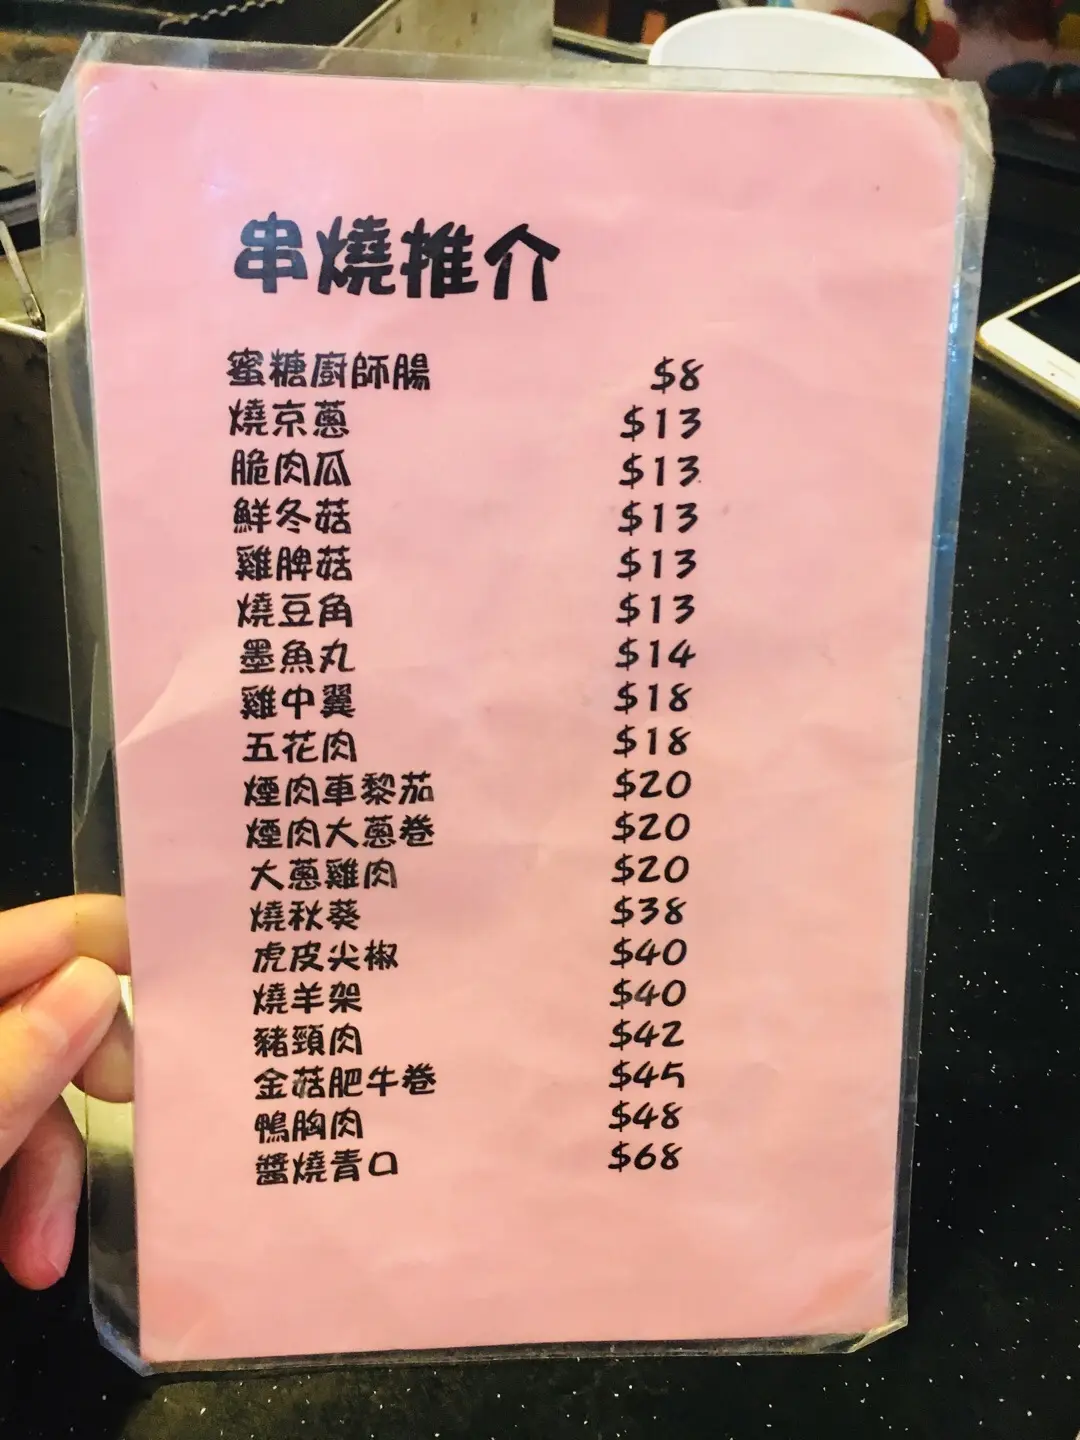 串燒推介
蜜糖廚師腸 $8
燒京蔥 $13
脆肉瓜 $13
鮮冬菇 $13
雞脾菇 $13
燒豆角 $13
墨魚丸 $14
雞中翼 $18
五花肉 $18
煙肉車黎茄 $20
煙肉大蔥卷 $20
大蔥雞肉 $20
燒秋葵 $38
虎皮尖椒 $40
燒羊架 $40
豬頸肉 $42
金菇肥牛卷 $45
鴨胸肉 $48
醬燒青口 $68